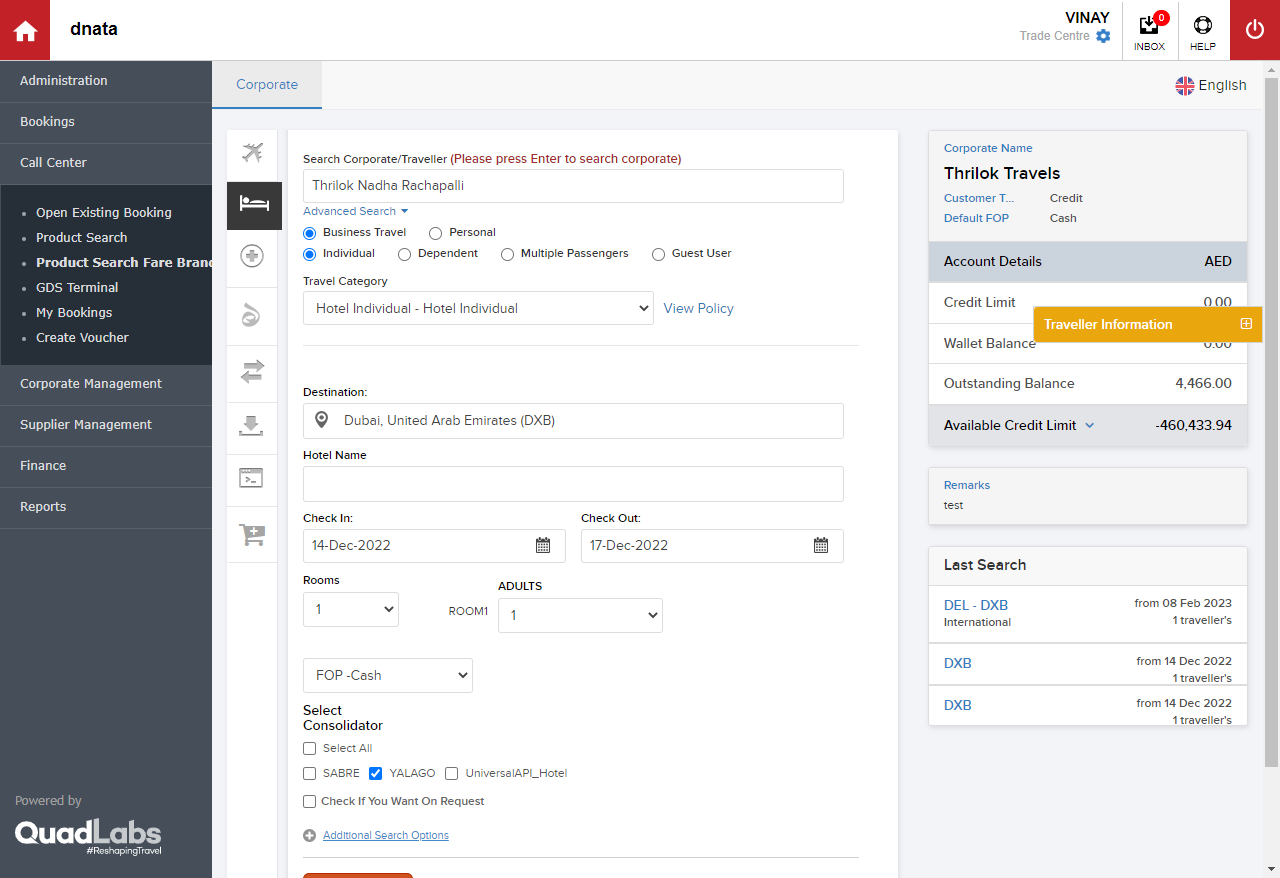 dnata
VINAY
Trade Centre
0
INBOX
HELP
Administration
Bookings
Call Center
Open Existing Booking
Product Search
Product Search Fare Bran
GDS Terminal
My Bookings
Create Voucher
Corporate Management
Supplier Management
Finance
Reports
Powered by
QuadLabs
#ReshapingTravel
Corporate
English
Search Corporate/Traveller (Please press Enter to search corporate)
Thrilok Nadha Rachapalli
Advanced Search
Business Travel Personal
Individual Dependent Multiple Passengers Guest User
Travel Category
Hotel Individual - Hotel Individual View Policy
Destination:
Dubai, United Arab Emirates (DXB)
Hotel Name
Check In: Check Out:
14-Dec-2022 17-Dec-2022
Rooms ADULTS
1 ROOM1 1
FOP -Cash
Select
Consolidator
Select All
SABRE YALAGO UniversalAPI_Hotel
Check If You Want On Request
Additional Search Options
Corporate Name
Thrilok Travels
Customer T... Credit
Default FOP Cash
Account Details AED
Credit Limit 0.00
Traveller Information
Wallet Balance 0.00
Outstanding Balance 4,466.00
Available Credit Limit -460,433.94
Remarks
test
Last Search
DEL - DXB from 08 Feb 2023
International 1 traveller's
DXB from 14 Dec 2022
1 traveller's
DXB from 14 Dec 2022
1 traveller's